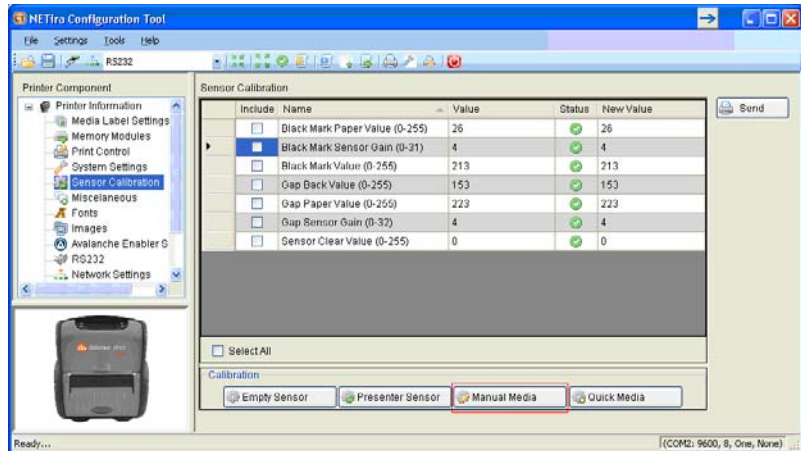 NETira Configuration Tool
File Settings Tools Help
RS232
Printer Component
Printer Information
Media Label Settings
Memory Modules
Print Control
System Settings
Sensor Calibration
Miscellaneous
Fonts
Images
Avalanche Enabler S
RS232
Network Settings
Sensor Calibration
Include Name Value Status New Value
Black Mark Paper Value (0-255) 26 26
Black Mark Sensor Gain (0-31) 4 4
Black Mark Value (0-255) 213 213
Gap Back Value (0-255) 153 153
Gap Paper Value (0-255) 223 223
Gap Sensor Gain (0-32) 4 4
Sensor Clear Value (0-255) 0 0
Select All
Calibration
Empty Sensor Presenter Sensor Manual Media Quick Media
Send
Ready... (COM2: 9600, 8, One, None)